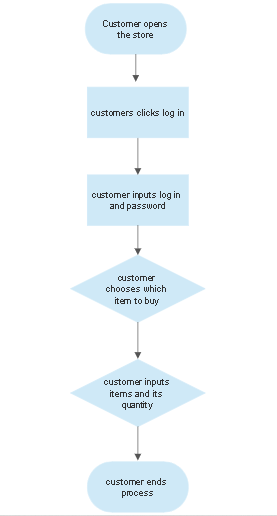 Customer opens
the store
customers clicks log in
customer inputs log in
and password
customer
chooses which
item to buy
customer inputs
items and its
quantity
customer ends
process